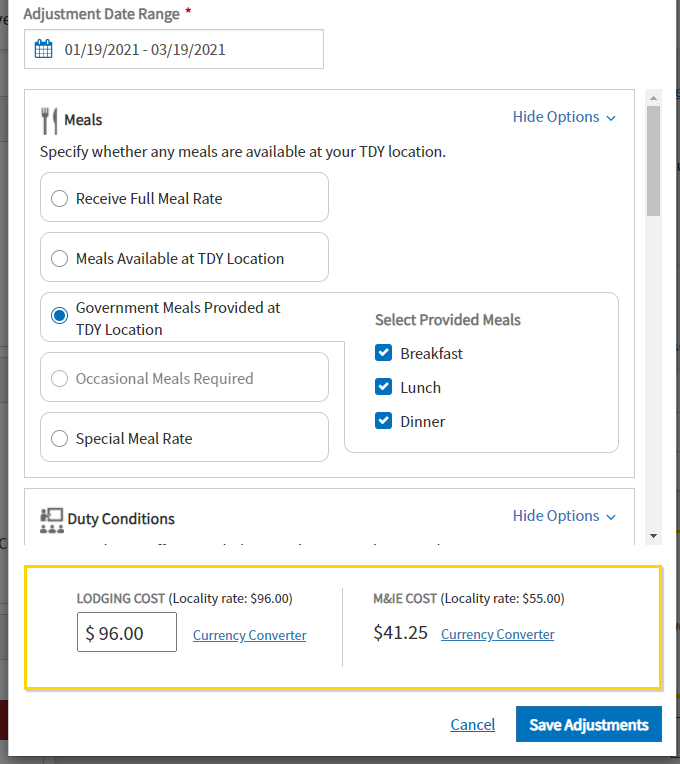 Adjustment Date Range *
01/19/2021 - 03/19/2021
Meals
Hide Options
Specify whether any meals are available at your TDY location.
Receive Full Meal Rate
Meals Available at TDY Location
Government Meals Provided at
TDY Location
Select Provided Meals
Breakfast
Lunch
Dinner
Occasional Meals Required
Special Meal Rate
Duty Conditions
Hide Options
LODGING COST (Locality rate: $96.00)
$ 96.00
Currency Converter
M&IE COST (Locality rate: $55.00)
$41.25
Currency Converter
Cancel
Save Adjustments